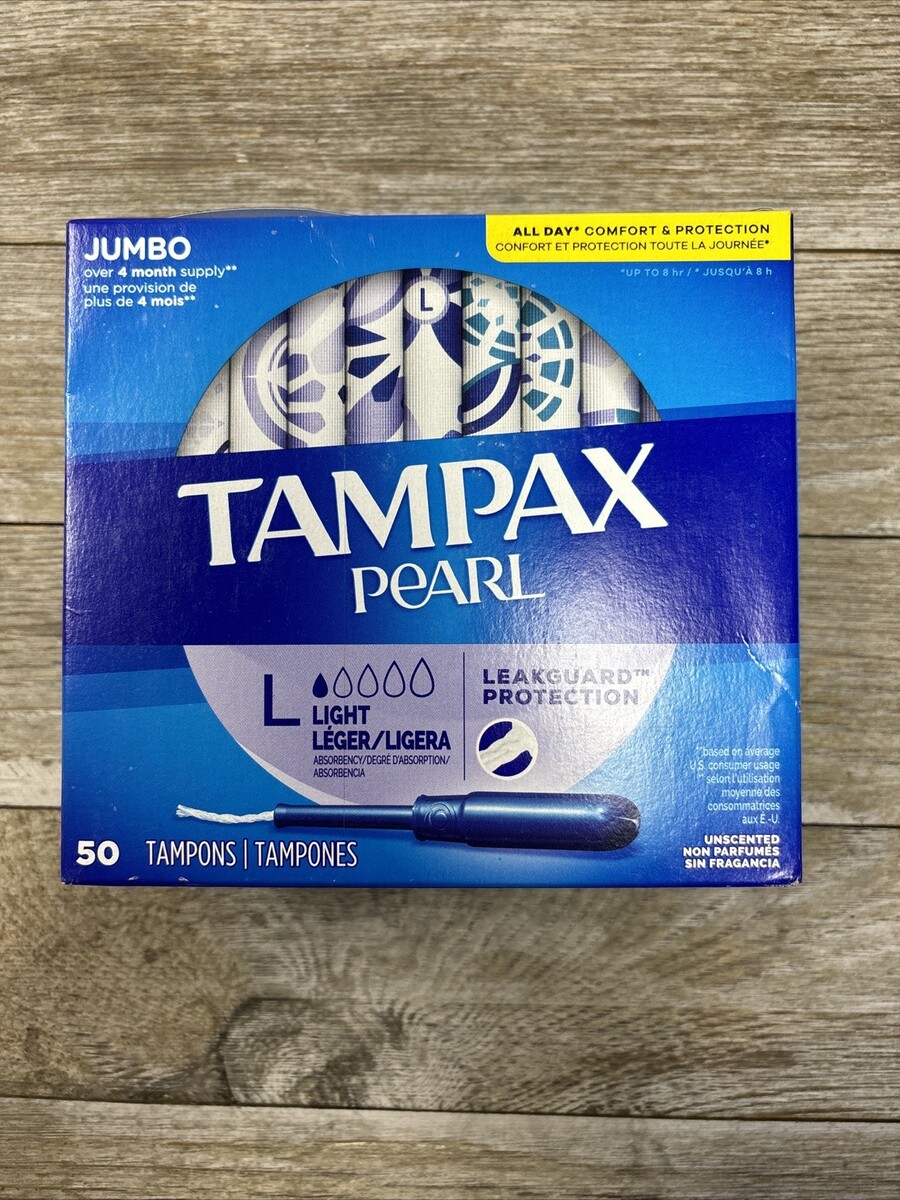 JUMBO
over 4 month supply**
une provision de
plus de 4 mois**
ALL DAY* COMFORT & PROTECTION
CONFORT ET PROTECTION TOUTE LA JOURNÉE*
*UP TO 8 hr / * JUSQU'À 8 h
L
TAMPAX
PEARL
L
LIGHT
LÉGER/LIGERA
ABSORBENCY/DEGRÉ D'ABSORPTION/
ABSORBENCIA
LEAKGUARD™
PROTECTION
**based on average
U.S. consumer usage
**selon l'utilisation
moyenne des
consommatrices
aux É.-U.
50 TAMPONS | TAMPONES
UNSCENTED
NON PARFUMÉS
SIN FRAGANCIA